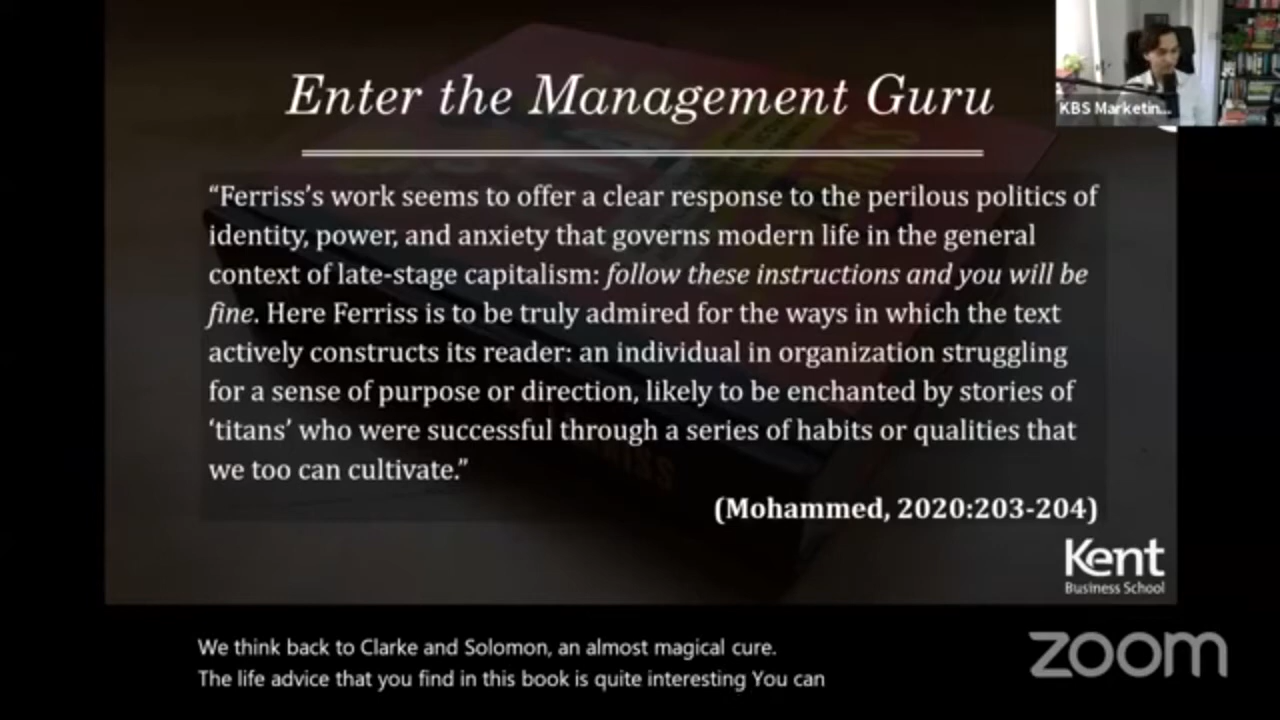 Enter the Management Guru
KBS Marketin...
“Ferriss’s work seems to offer a clear response to the perilous politics of
identity, power, and anxiety that governs modern life in the general
context of late-stage capitalism: follow these instructions and you will be
fine. Here Ferriss is to be truly admired for the ways in which the text
actively constructs its reader: an individual in organization struggling
for a sense of purpose or direction, likely to be enchanted by stories of
‘titans’ who were successful through a series of habits or qualities that
we too can cultivate.”
(Mohammed, 2020:203-204)
Kent
Business School
We think back to Clarke and Solomon, an almost magical cure.
The life advice that you find in this book is quite interesting You can
zoom